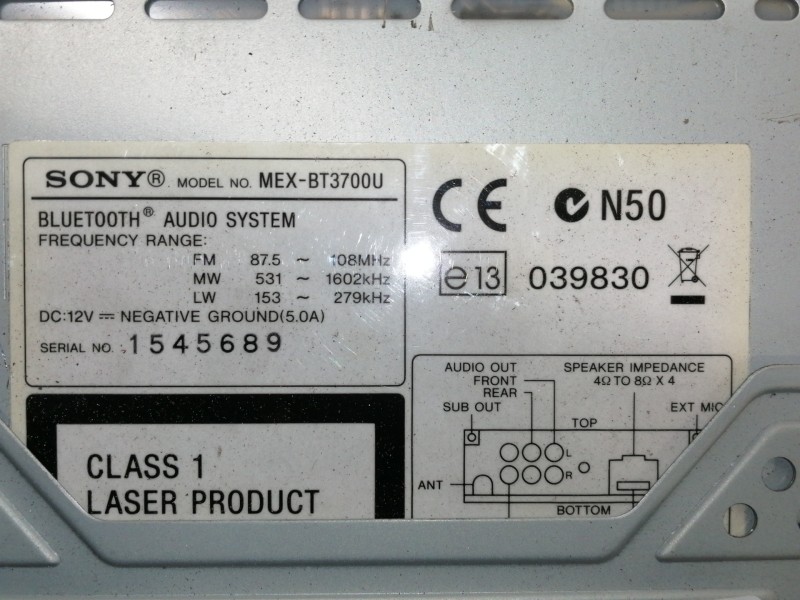 SONY® MODEL NO. MEX-BT3700U
BLUETOOTH® AUDIO SYSTEM
FREQUENCY RANGE:
FM 87.5 ~ 108MHz
MW 531 ~ 1602kHz
LW 153 ~ 279kHz
DC:12V ⎓ NEGATIVE GROUND(5.0A)
SERIAL NO. 1545689
CE N50
e13 039830
CLASS 1
LASER PRODUCT
AUDIO OUT
FRONT
REAR
SUB OUT
SPEAKER IMPEDANCE
4Ω TO 8Ω X 4
EXT MIC
TOP
L
R
ANT
BOTTOM